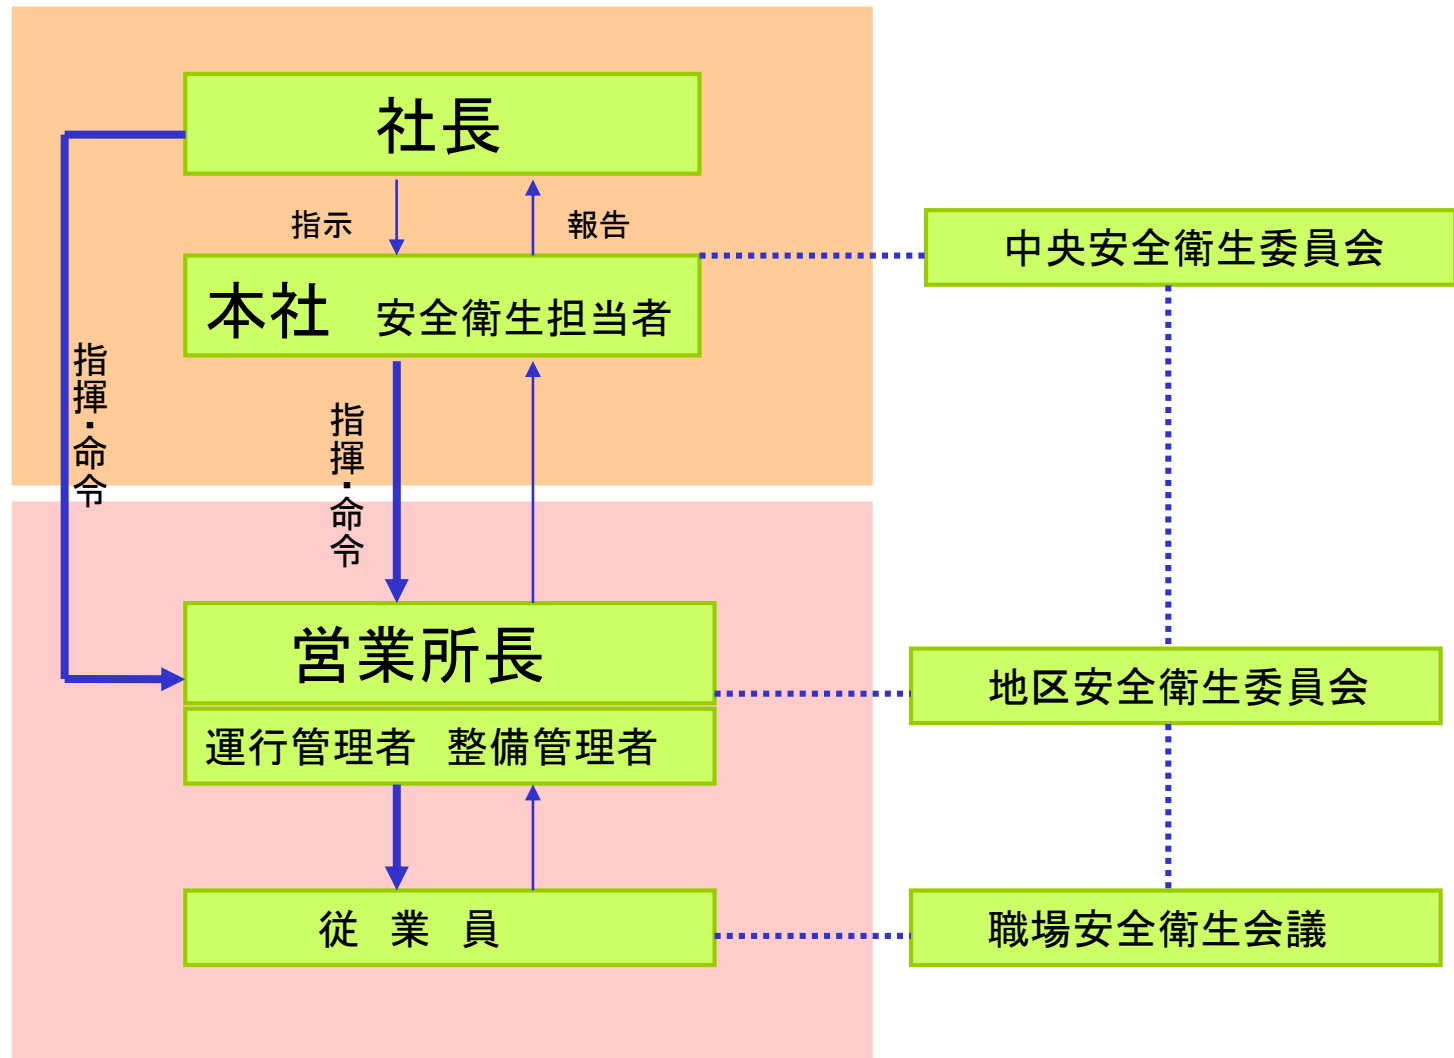 社長
指示
報告
中央安全衛生委員会
本社 安全衛生担当者
指揮・命令
指揮・命令
営業所長
地区安全衛生委員会
運行管理者 整備管理者
従 業 員
職場安全衛生会議